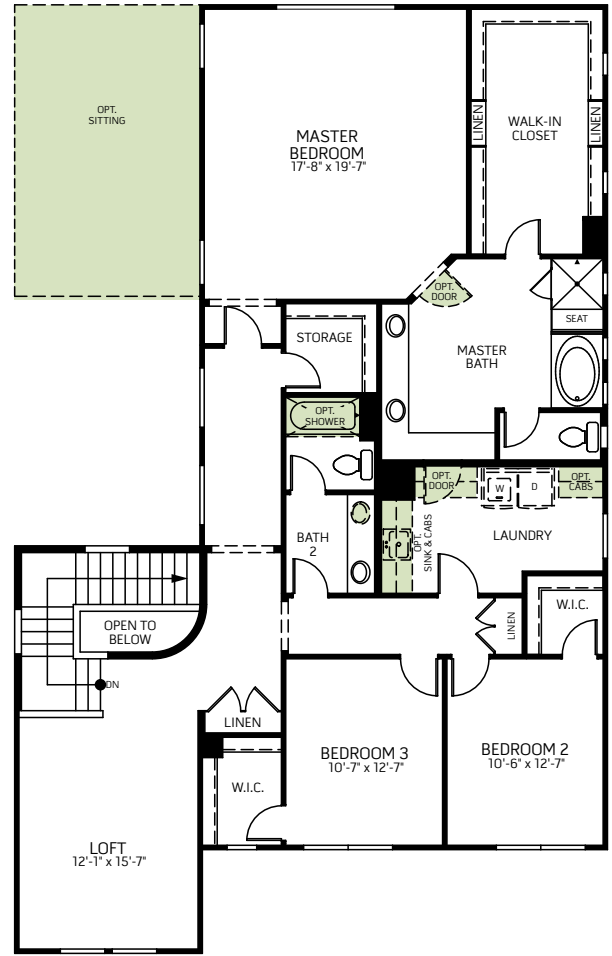 OPT.
SITTING
MASTER
BEDROOM
17'-8" x 19'-7"
LINEN
WALK-IN
CLOSET
LINEN
OPT.
DOOR
SEAT
STORAGE
MASTER
BATH
OPT.
SHOWER
OPT.
DOOR
W
D
OPT.
CABS
OPT.
SINK & CABS
LAUNDRY
BATH
2
OPEN TO
BELOW
DN
LINEN
W.I.C.
LINEN
W.I.C.
BEDROOM 3
10'-7" x 12'-7"
BEDROOM 2
10'-6" x 12'-7"
LOFT
12'-1" x 15'-7"